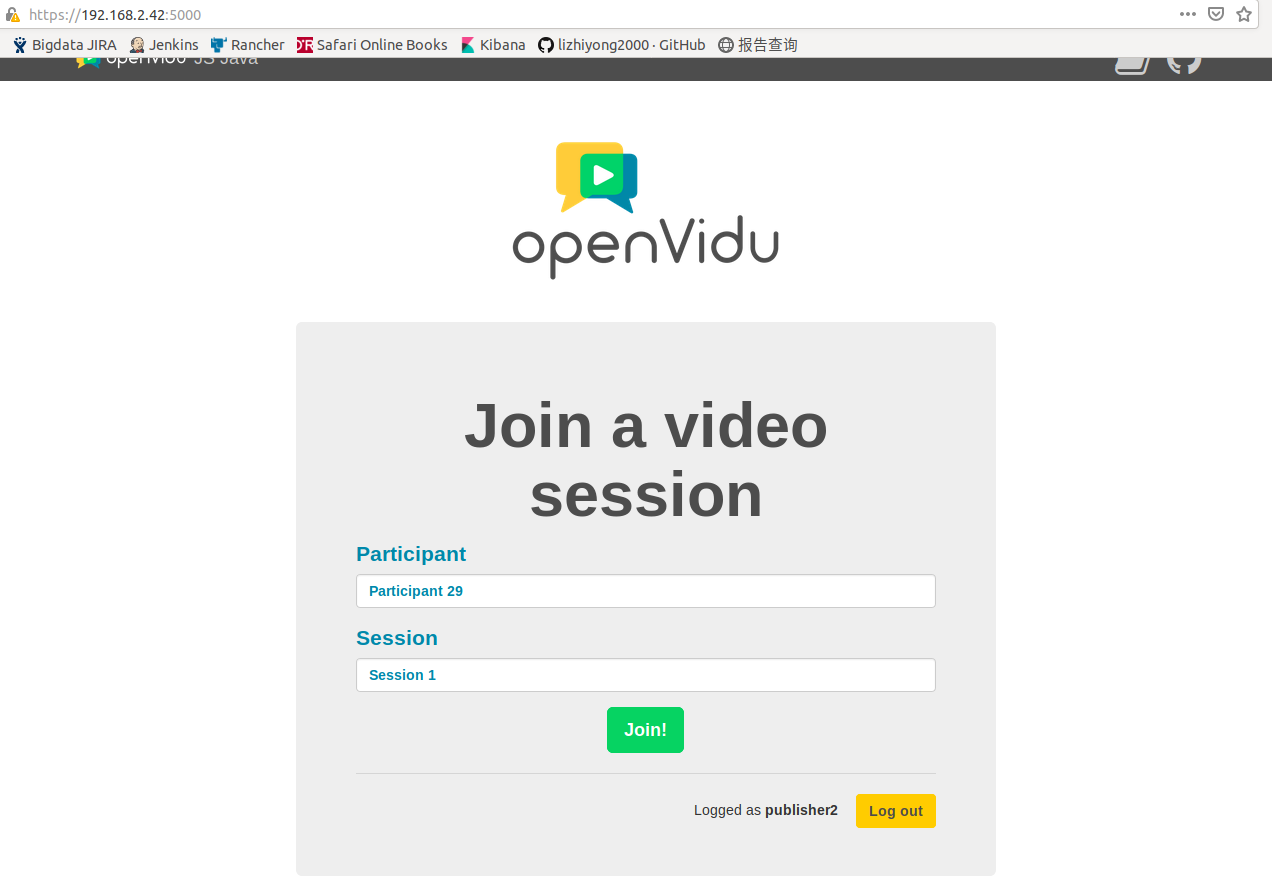 https://192.168.2.42:5000
Bigdata JIRA Jenkins Rancher Safari Online Books Kibana lizhiyong2000 · GitHub 报告查询
openVidu JS Java
openVidu
Join a video
session
Participant
Participant 29
Session
Session 1
Join!
Logged as publisher2 Log out